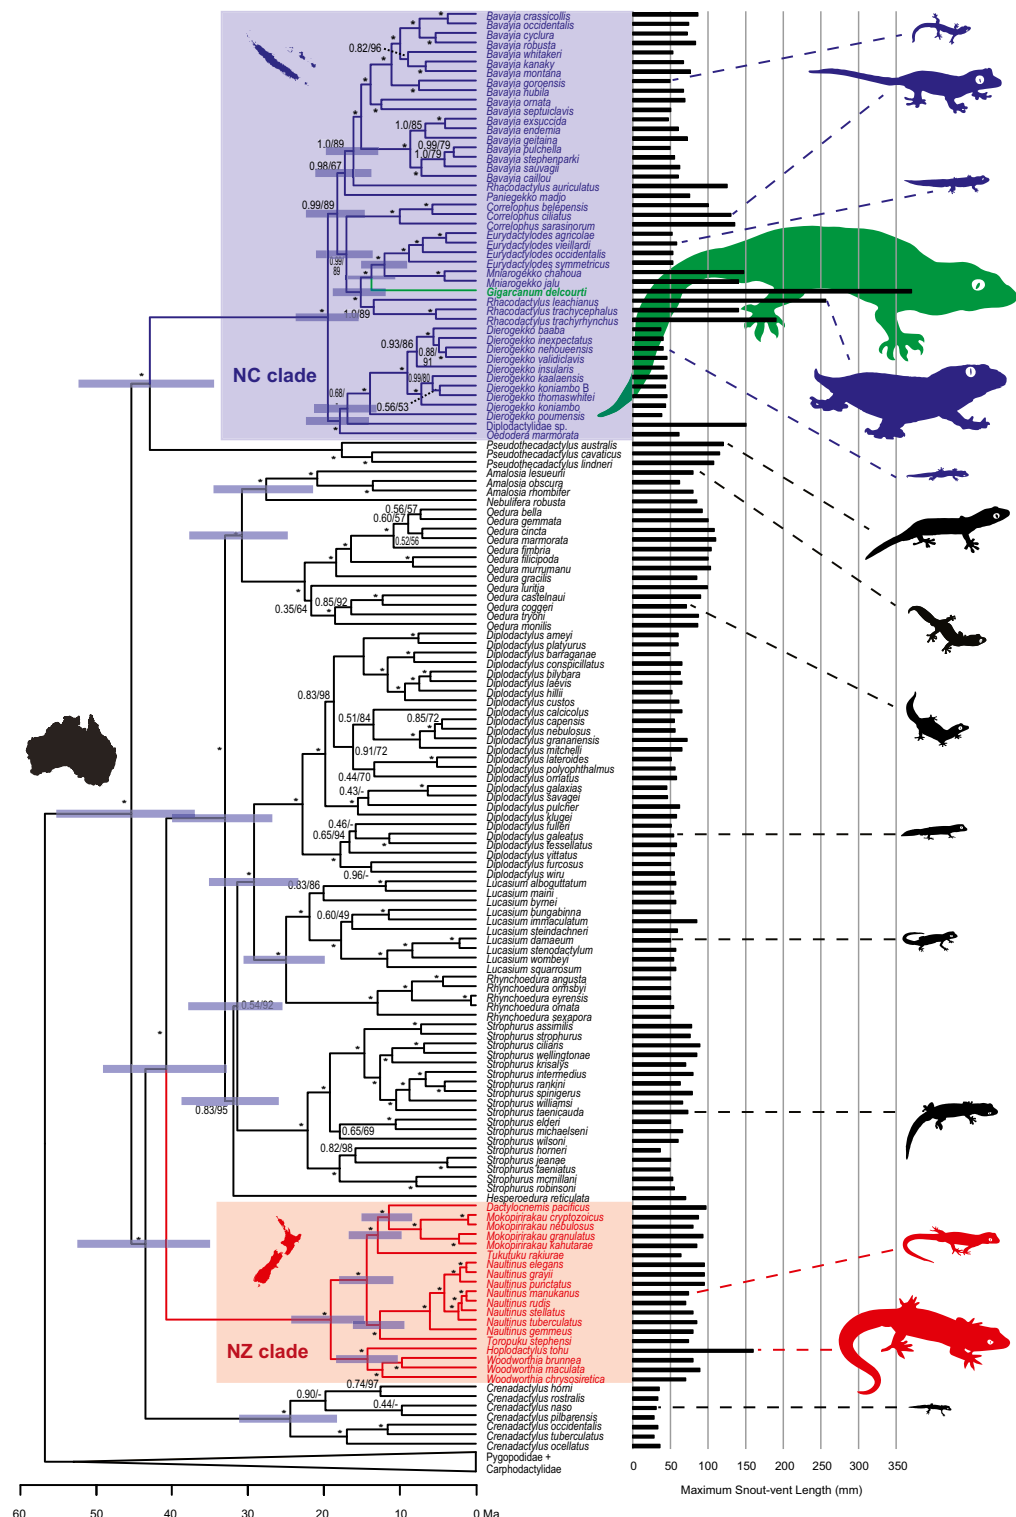 Bavayia crassicollis
Bavayia occidentalis
Bavayia cyclura
Bavayia robusta
0.82/96
Bavayia whitakeri
Bavayia kanaky
Bavayia montana
Bavayia goroensis
Bavayia nubila
Bavayia ornata
Bavayia septuiclavis
Bavayia exsuccida
1.0/85
Bavayia endemia
Bavayia geitaina
1.0/89
0.99/79
Bavayia pulchella
1.0/79
Bavayia stephenparki
0.98/67
Bavayia sauvagii
Bavayia caillou
Rhacodactylus auriculatus
Paniegekko madjo
0.99/89
Correlophus belepensis
Correlophus ciliatus
Correlophus sarasinorum
Eurydactylodes agricolae
Eurydactylodes vieillardi
Eurydactylodes occidentalis
0.99/
89
Eurydactylodes symmetricus
Mniarogekko chahoua
Mniarogekko jalu
Gigarcanum delcourti
Rhacodactylus leachianus
1.0/89
Rhacodactylus trachycephalus
Rhacodactylus trachyrhynchus
Dierogekko baaba
0.93/86
Dierogekko inexpectatus
Dierogekko nehoueensis
0.88/
91
Dierogekko validiclavis
Dierogekko insularis
NC clade
0.99/80
Dierogekko kaalaensis
Dierogekko koniambo B
0.68/
-
Dierogekko thomaswhitei
0.56/53
Dierogekko koniambo
Dierogekko poumensis
Diplodactylidae sp.
Oedodera marmorata
Pseudothecadactylus australis
Pseudothecadactylus cavaticus
Pseudothecadactylus lindneri
Amalosia lesueurii
Amalosia obscura
Amalosia rhombifer
Nebulifera robusta
0.56/57
Oedura bella
0.60/57
Oedura gemmata
Oedura cincta
0.52/56
Oedura marmorata
Oedura fimbria
Oedura filicipoda
Oedura murrumanu
Oedura gracilis
Oedura luritja
0.85/92
Oedura castelnaui
0.35/64
Oedura coggeri
Oedura tryoni
Oedura monilis
Diplodactylus ameyi
Diplodactylus platyurus
Diplodactylus barraganae
Diplodactylus conspicillatus
0.83/98
Diplodactylus bilybara
Diplodactylus laevis
Diplodactylus hillii
Diplodactylus custos
Diplodactylus calcicolus
0.51/84
0.85/72
Diplodactylus capensis
Diplodactylus nebulosus
Diplodactylus granariensis
0.91/72
Diplodactylus mitchelli
Diplodactylus lateroides
0.44/70
Diplodactylus polyophthalmus
Diplodactylus ornatus
0.43/-
Diplodactylus galaxias
Diplodactylus savagei
Diplodactylus pulcher
Diplodactylus klugei
0.46/-
Diplodactylus fulleri
0.65/94
Diplodactylus galeatus
Diplodactylus tessellatus
Diplodactylus vittatus
Diplodactylus furcosus
0.96/-
Diplodactylus wiru
0.83/86
Lucasium alboguttatum
Lucasium maini
Lucasium byrnei
0.60/49
Lucasium bungabinna
Lucasium immaculatum
Lucasium steindachneri
Lucasium damaeum
Lucasium stenodactylum
Lucasium wombeyi
Lucasium squarrosum
Rhynchoedura angusta
Rhynchoedura ormsbyi
Rhynchoedura eyrensis
0.54/92
Rhynchoedura ornata
Rhynchoedura sexapora
Strophurus assimilis
Strophurus strophurus
Strophurus ciliaris
Strophurus wellingtonae
Strophurus krisalys
Strophurus intermedius
Strophurus rankini
Strophurus spinigerus
Strophurus williamsi
0.83/95
Strophurus taenicauda
Strophurus elderi
0.65/69
Strophurus michaelseni
Strophurus wilsoni
0.82/98
Strophurus horneri
Strophurus jeanae
Strophurus taeniatus
Strophurus mcmillani
Strophurus robinsoni
Hesperoedura reticulata
Dactylocnemis pacificus
Mokopirirakau cryptozoicus
Mokopirirakau nebulosus
Mokopirirakau granulatus
Mokopirirakau kahutarae
Tukutuku rakiurae
Naultinus elegans
Naultinus grayii
Naultinus punctatus
Naultinus manukanus
Naultinus rudis
Naultinus stellatus
Naultinus tuberculatus
Naultinus gemmeus
Toropuku stephensi
NZ clade
Hoplodactylus tohu
Woodworthia brunnea
Woodworthia maculata
Woodworthia chrysosiretica
0.74/97
Crenadactylus horni
0.90/-
Crenadactylus rostralis
0.44/-
Crenadactylus naso
Crenadactylus pilbarensis
Crenadactylus occidentalis
Crenadactylus tuberculatus
Crenadactylus ocellatus
Pygopodidae +
Carphodactylidae
0 50 100 150 200 250 300 350
Maximum Snout-vent Length (mm)
60 50 40 30 20 10 0 Ma